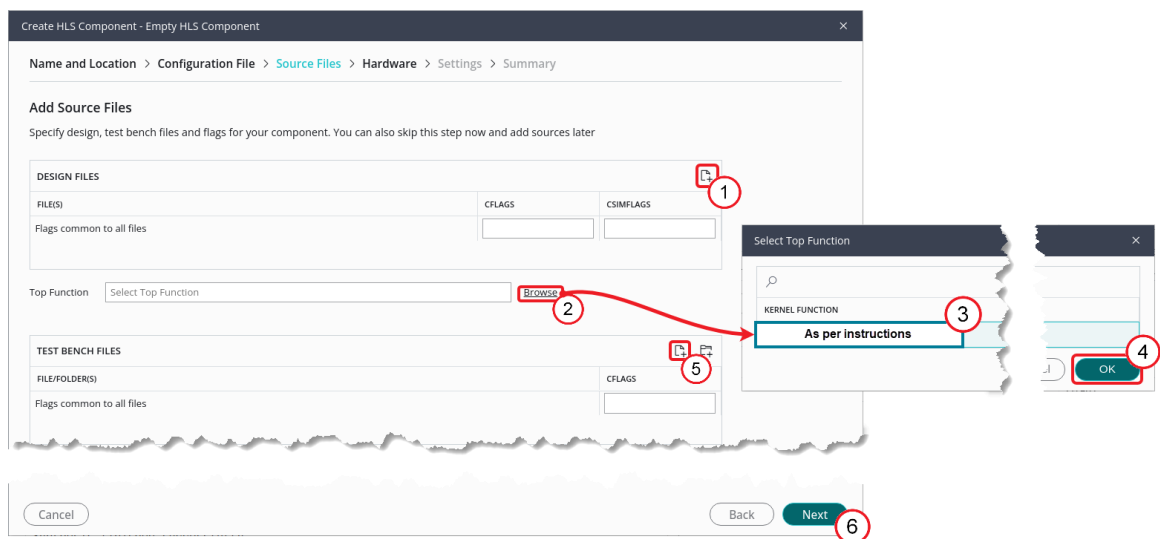 Create HLS Component - Empty HLS Component ×
Name and Location > Configuration File > Source Files > Hardware > Settings > Summary
Add Source Files
Specify design, test bench files and flags for your component. You can also skip this step now and add sources later
DESIGN FILES
1
FILE(S) CFLAGS CSIMFLAGS
Flags common to all files
Top Function Select Top Function Browse
2
TEST BENCH FILES
5
FILE/FOLDER(S) CFLAGS
Flags common to all files
Cancel Back Next
6
Select Top Function ×
KERNEL FUNCTION
3
As per instructions
4
OK